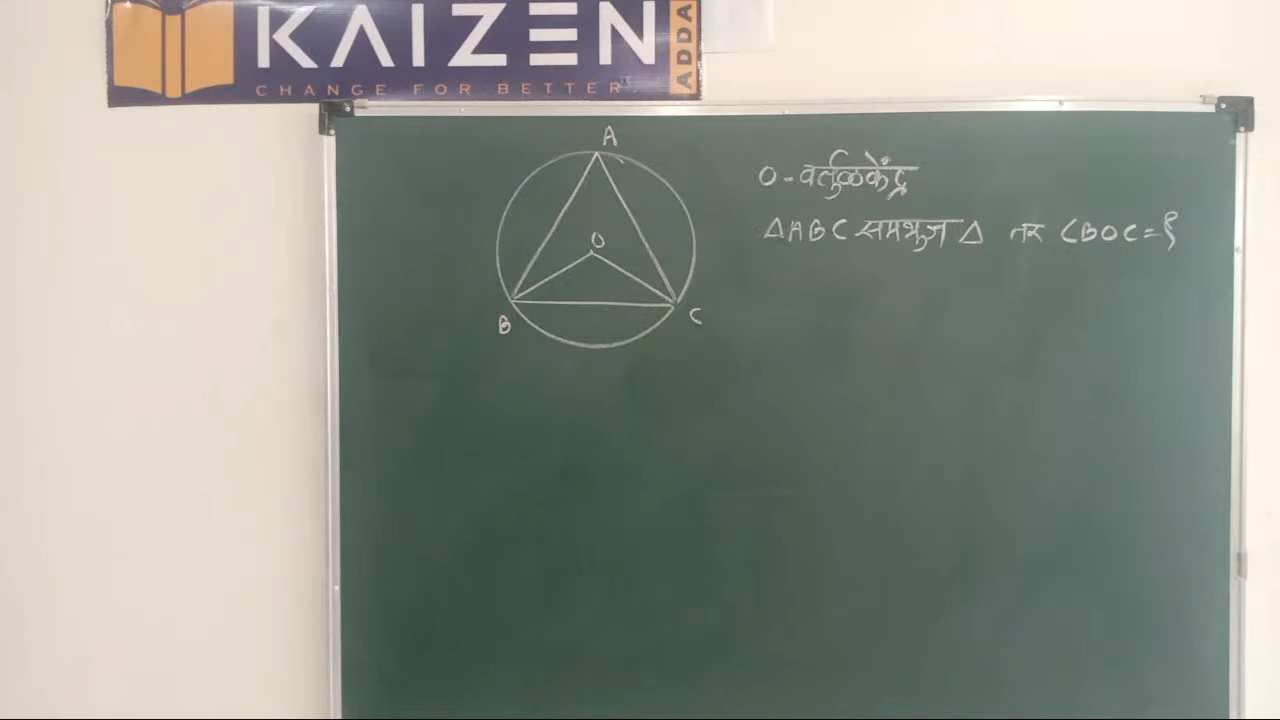 KAIZEN
ADDA
CHANGE FOR BETTER
A
O
B
C
O - वर्तुळकेंद्र
△ABC समभुज △ तर ∠BOC = ?